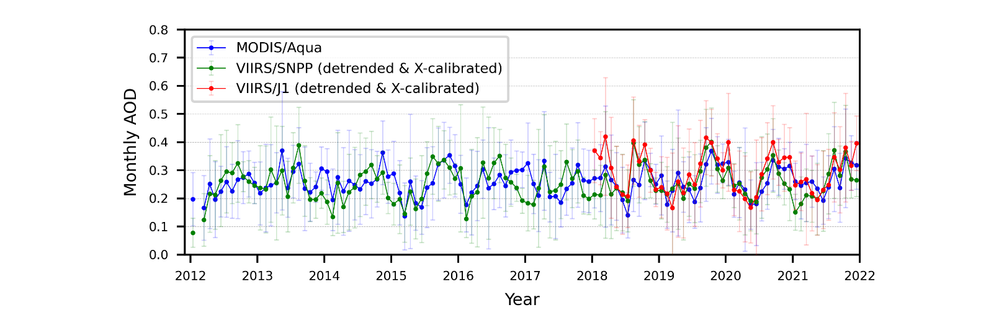 0.8
0.7
0.6
0.5
0.4
0.3
0.2
0.1
0.0
Monthly AOD
MODIS/Aqua
VIIRS/SNPP (detrended & X-calibrated)
VIIRS/J1 (detrended & X-calibrated)
2012 2013 2014 2015 2016 2017 2018 2019 2020 2021 2022
Year